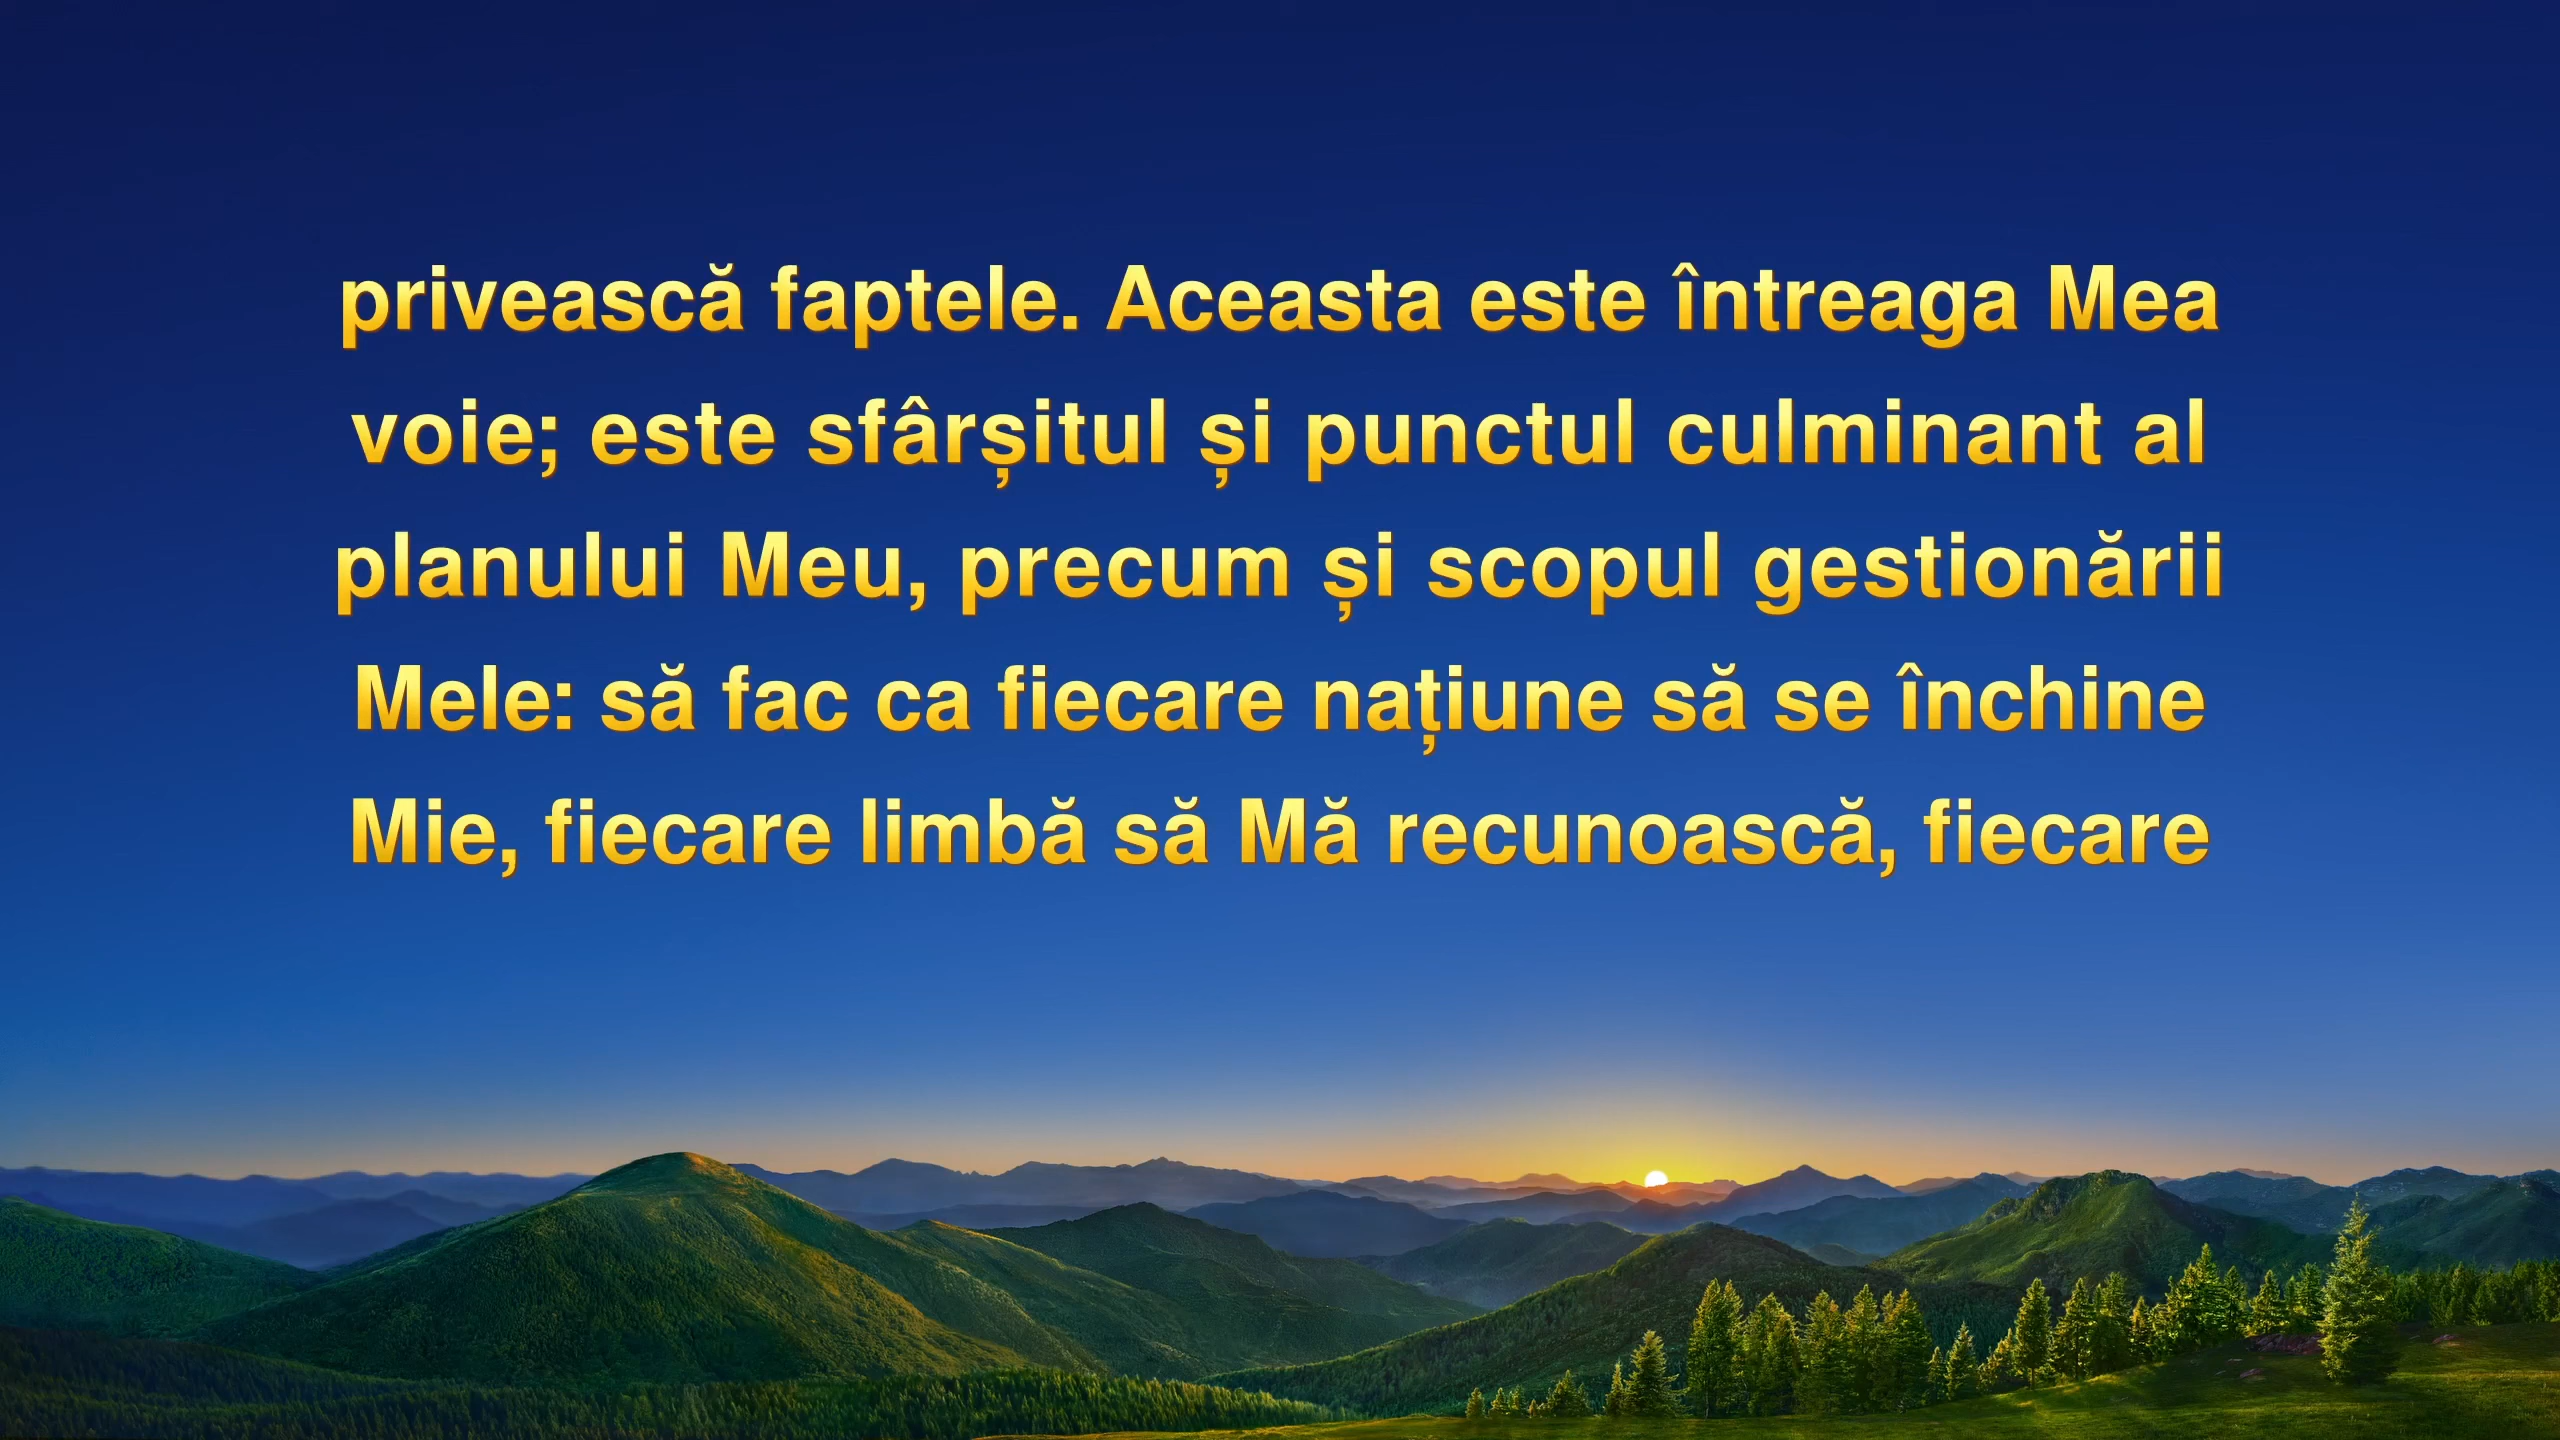 privească faptele. Aceasta este întreaga Mea
voie; este sfârșitul și punctul culminant al
planului Meu, precum și scopul gestionării
Mele: să fac ca fiecare națiune să se închine
Mie, fiecare limbă să Mă recunoască, fiecare